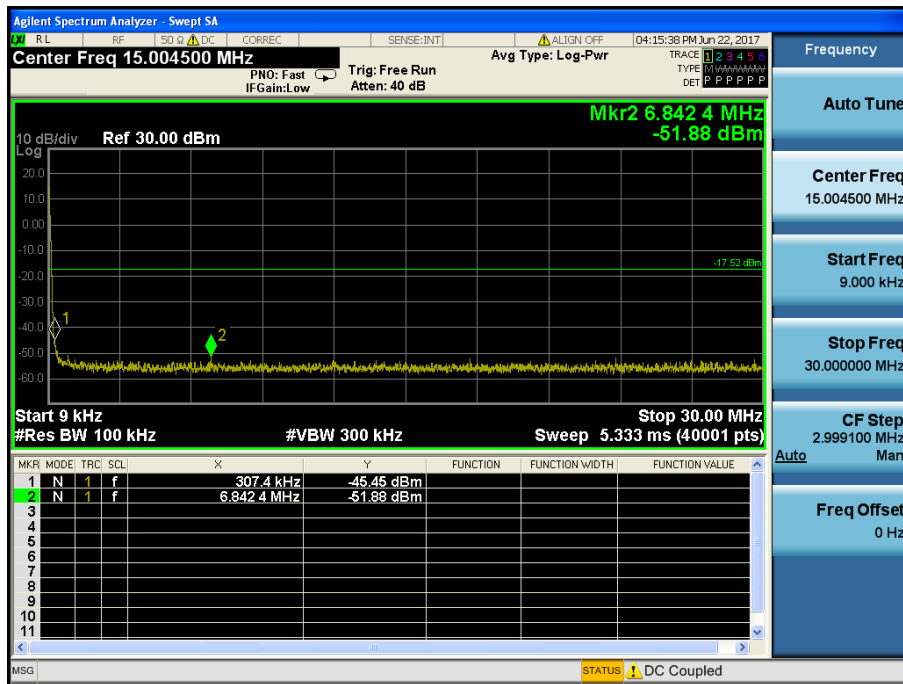 Agilent Spectrum Analyzer - Swept SA
LXI RL RF 50 Ω DC CORREC SENSE:INT ALIGN OFF 04:15:38 PM Jun 22, 2017
Center Freq 15.004500 MHz
PNO: Fast
IFGain:Low
Trig: Free Run
Atten: 40 dB
Avg Type: Log-Pwr
TRACE 1 2 3 4 5 6
TYPE MWWWWW
DET P P P P P P
Mkr2 6.842 4 MHz
-51.88 dBm
10 dB/div Ref 30.00 dBm
Log
20.0
10.0
0.00
-10.0
-17.52 dBm
-20.0
-30.0
1
-40.0
2
-50.0
-60.0
Start 9 kHz Stop 30.00 MHz
#Res BW 100 kHz #VBW 300 kHz Sweep 5.333 ms (40001 pts)
MKR MODE TRC SCL X Y FUNCTION FUNCTION WIDTH FUNCTION VALUE
1 N 1 f 307.4 kHz -45.45 dBm
2 N 1 f 6.842 4 MHz -51.88 dBm
3
4
5
6
7
8
9
10
11
MSG STATUS DC Coupled
Frequency
Auto Tune
Center Freq
15.004500 MHz
Start Freq
9.000 kHz
Stop Freq
30.000000 MHz
CF Step
2.999100 MHz
Auto Man
Freq Offset
0 Hz